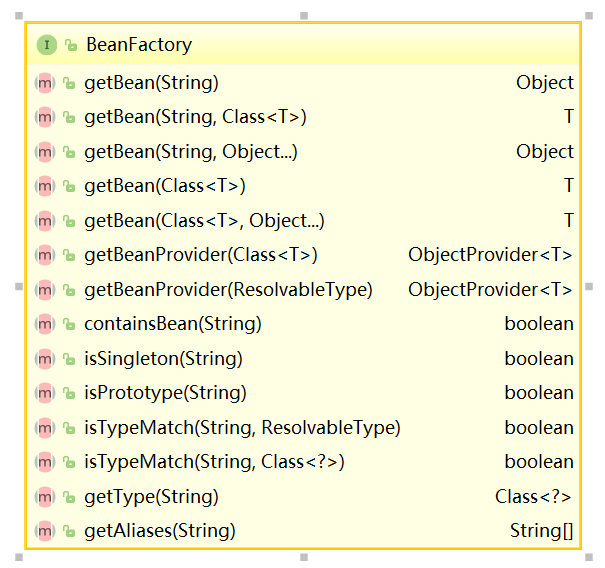 I BeanFactory
m getBean(String) Object
m getBean(String, Class<T>) T
m getBean(String, Object...) Object
m getBean(Class<T>) T
m getBean(Class<T>, Object...) T
m getBeanProvider(Class<T>) ObjectProvider<T>
m getBeanProvider(ResolvableType) ObjectProvider<T>
m containsBean(String) boolean
m isSingleton(String) boolean
m isPrototype(String) boolean
m isTypeMatch(String, ResolvableType) boolean
m isTypeMatch(String, Class<?>) boolean
m getType(String) Class<?>
m getAliases(String) String[]